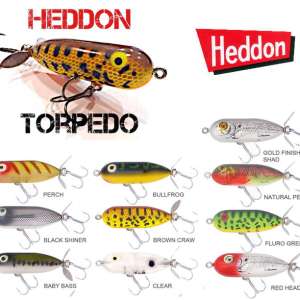 HEDDON
Heddon
TORPEDO
GOLD FINISH
SHAD
PERCH
BULLFROG
NATURAL PE
BLACK SHINER
BROWN CRAW
FLURO GRE
BABY BASS
CLEAR
RED HEAD